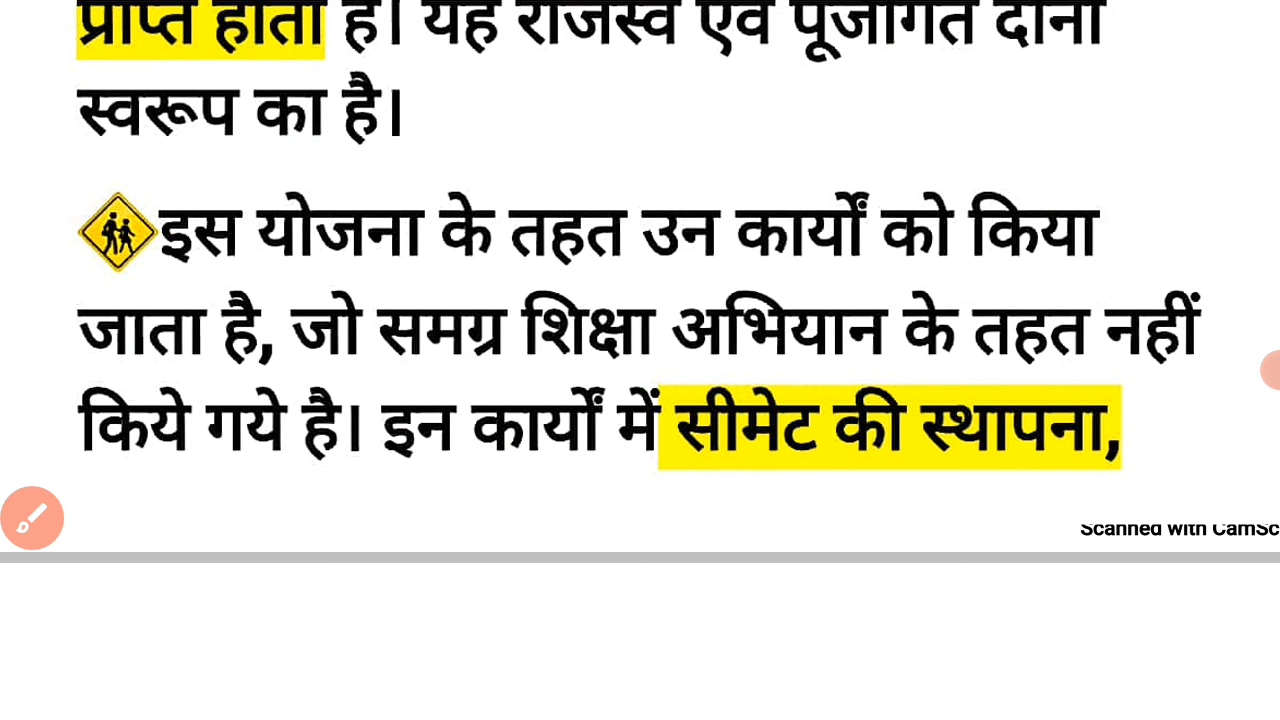 प्राप्त होता है। यह राजस्व एवं पूंजीगत दोनों
स्वरूप का है।
इस योजना के तहत उन कार्यों को किया
जाता है, जो समग्र शिक्षा अभियान के तहत नहीं
किये गये है। इन कार्यों में सीमेट की स्थापना,
Scanned with CamSc